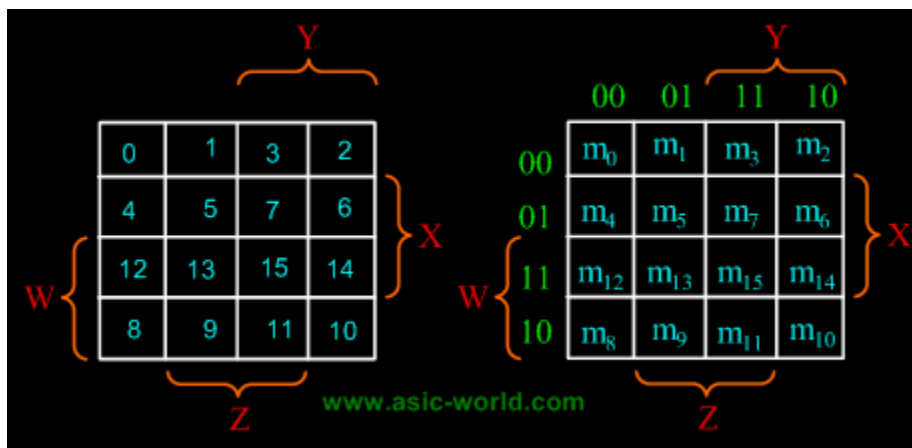 Y Y
00 01 11 10
0 1 3 2 00 m0 m1 m3 m2
4 5 7 6 01 m4 m5 m7 m6
X X
12 13 15 14 11 m12 m13 m15 m14
W W
8 9 11 10 10 m8 m9 m11 m10
Z www.asic-world.com Z